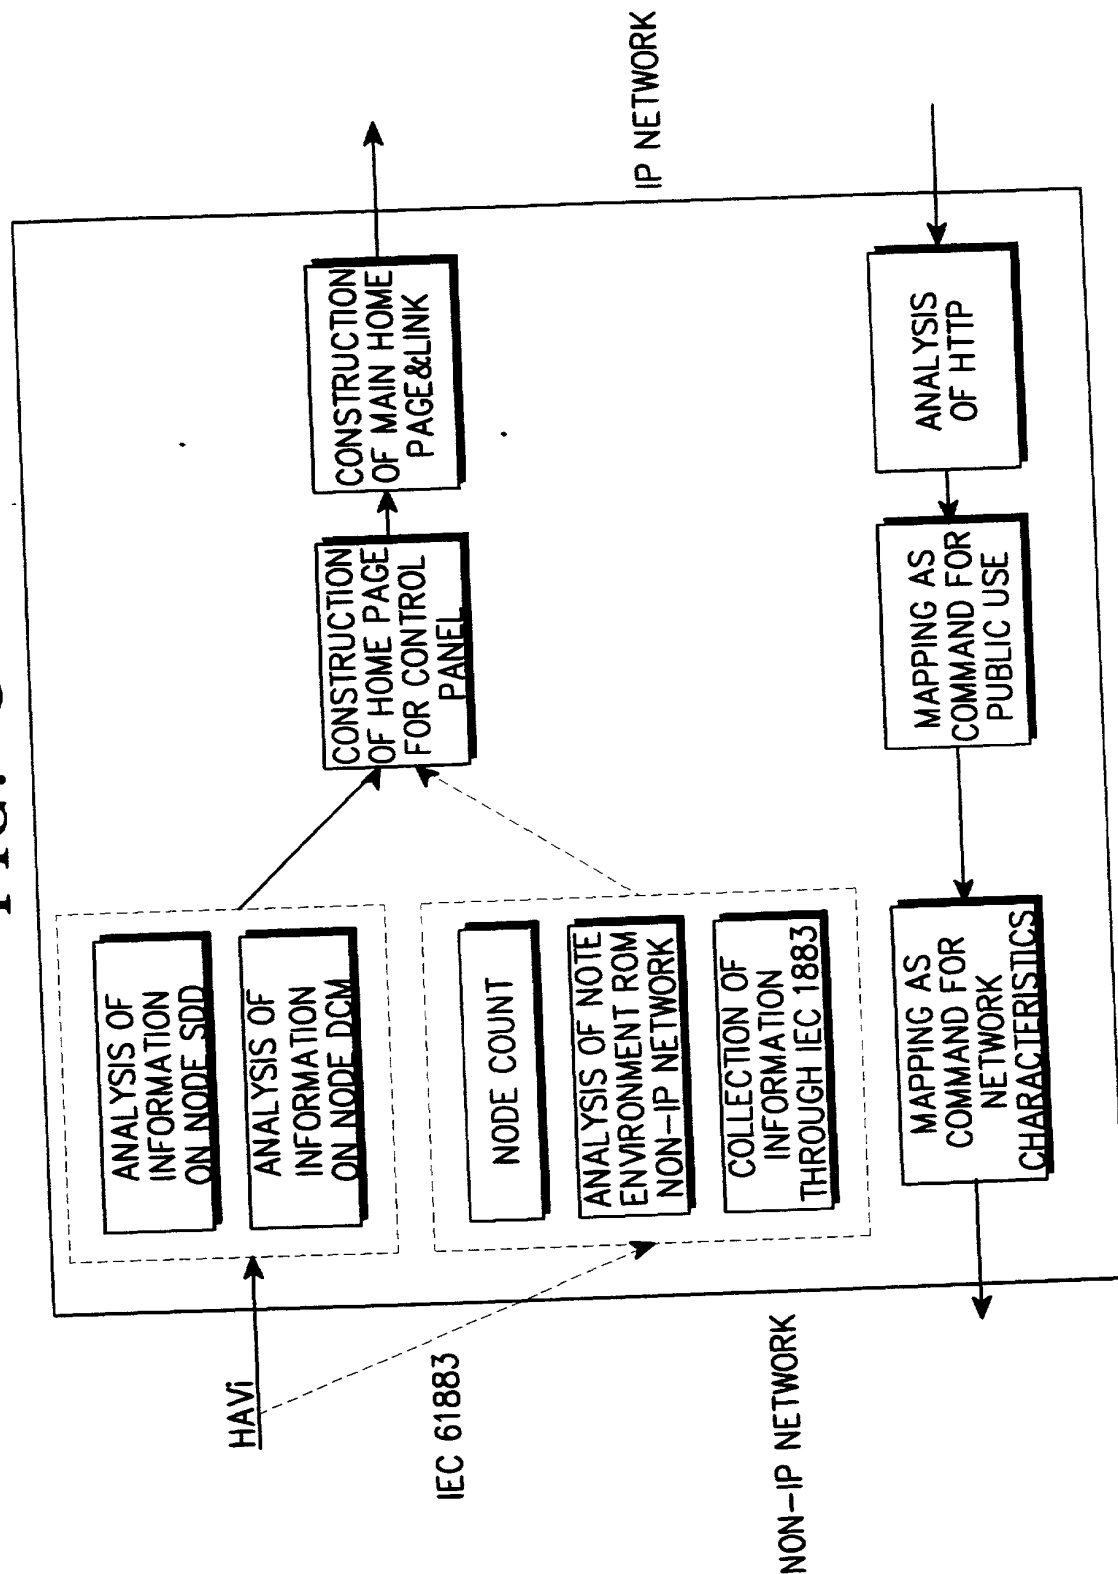 FIG.
HAVi
IEC 61883
NON-IP NETWORK
ANALYSIS OF
INFORMATION
ON NODE SDD
ANALYSIS OF
INFORMATION
ON NODE DCM
NODE COUNT
ANALYSIS OF NOTE
ENVIRONMENT ROM
NON-IP NETWORK
COLLECTION OF
INFORMATION
THROUGH IEC 1883
CONSTRUCTION
OF HOME PAGE
FOR CONTROL
PANEL
CONSTRUCTION
OF MAIN HOME
PAGE&LINK
IP NETWORK
ANALYSIS
OF HTTP
MAPPING AS
COMMAND FOR
PUBLIC USE
MAPPING AS
COMMAND FOR
NETWORK
CHARACTERISTICS